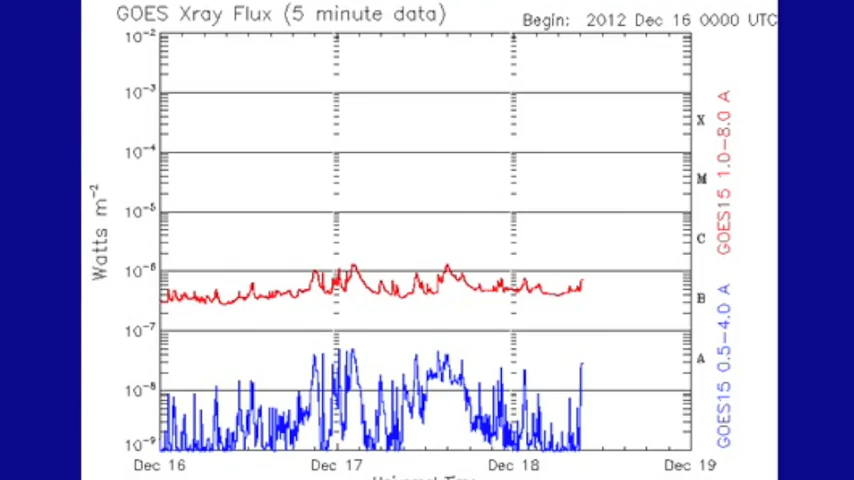 GOES Xray Flux (5 minute data)
Begin: 2012 Dec 16 0000 UTC
10⁻²
10⁻³
10⁻⁴
10⁻⁵
10⁻⁶
10⁻⁷
10⁻⁸
10⁻⁹
Watts m⁻²
X
M
C
B
A
GOES15 1.0–8.0 A
GOES15 0.5–4.0 A
Dec 16
Dec 17
Dec 18
Dec 19
Universal Time